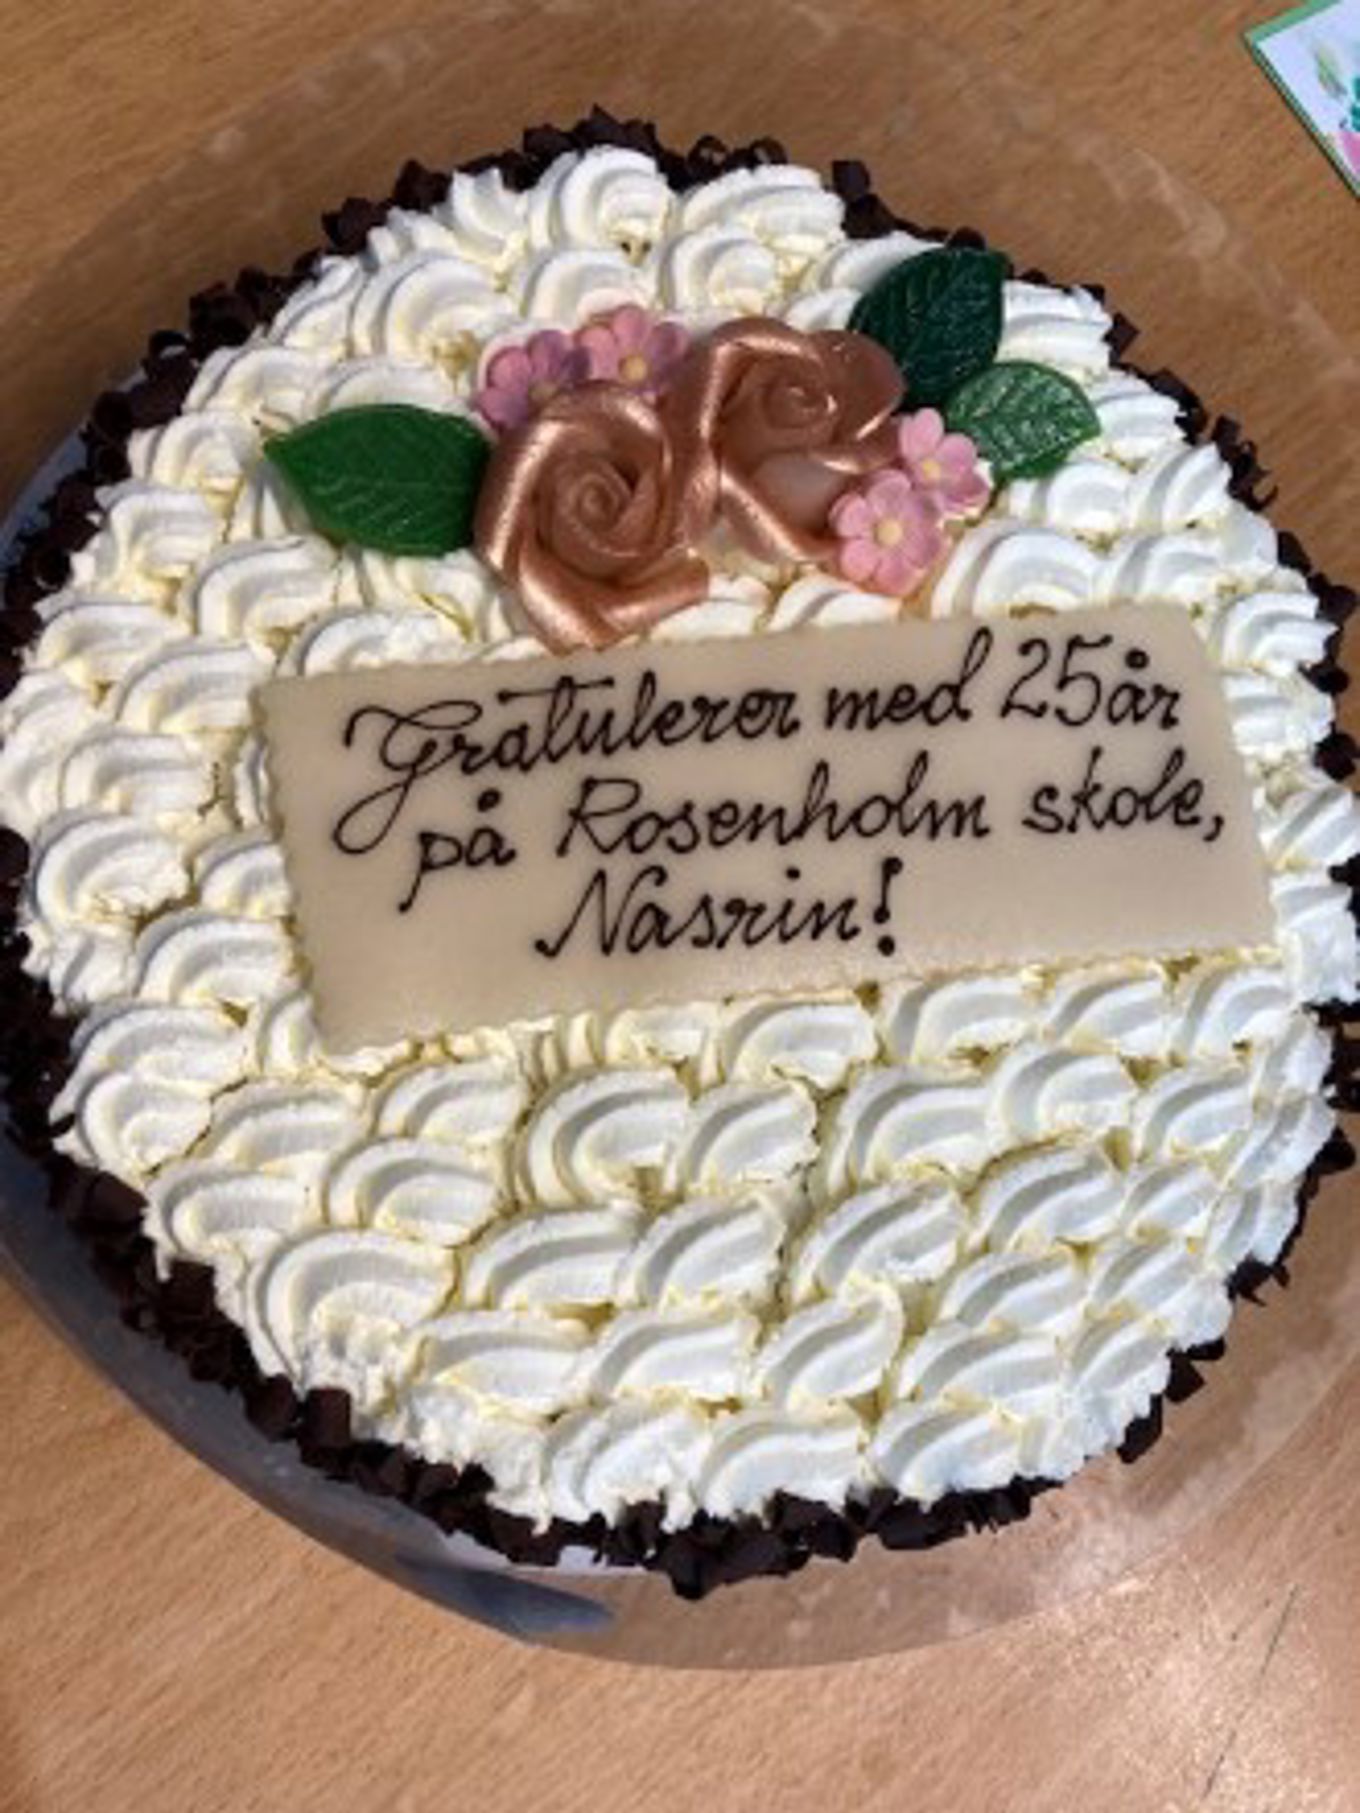 Gratulerer med 25år
på Rosenholm skole,
Nasrin!